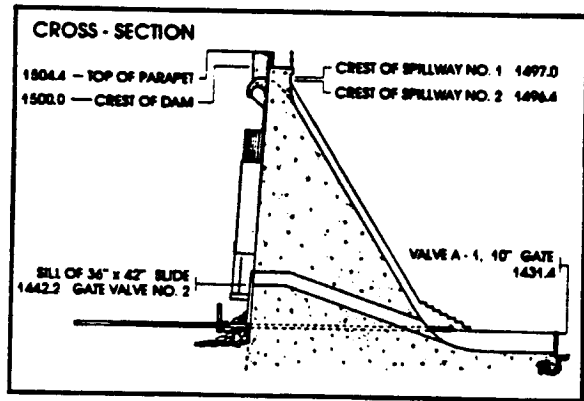 CROSS - SECTION
1504.4 — TOP OF PARAPET
1500.0 — CREST OF DAM
CREST OF SPILLWAY NO. 1 1497.0
CREST OF SPILLWAY NO. 2 1496.4
VALVE A - 1, 10" GATE
1431.4
SILL OF 36" x 42" SLIDE
1442.2 GATE VALVE NO. 2